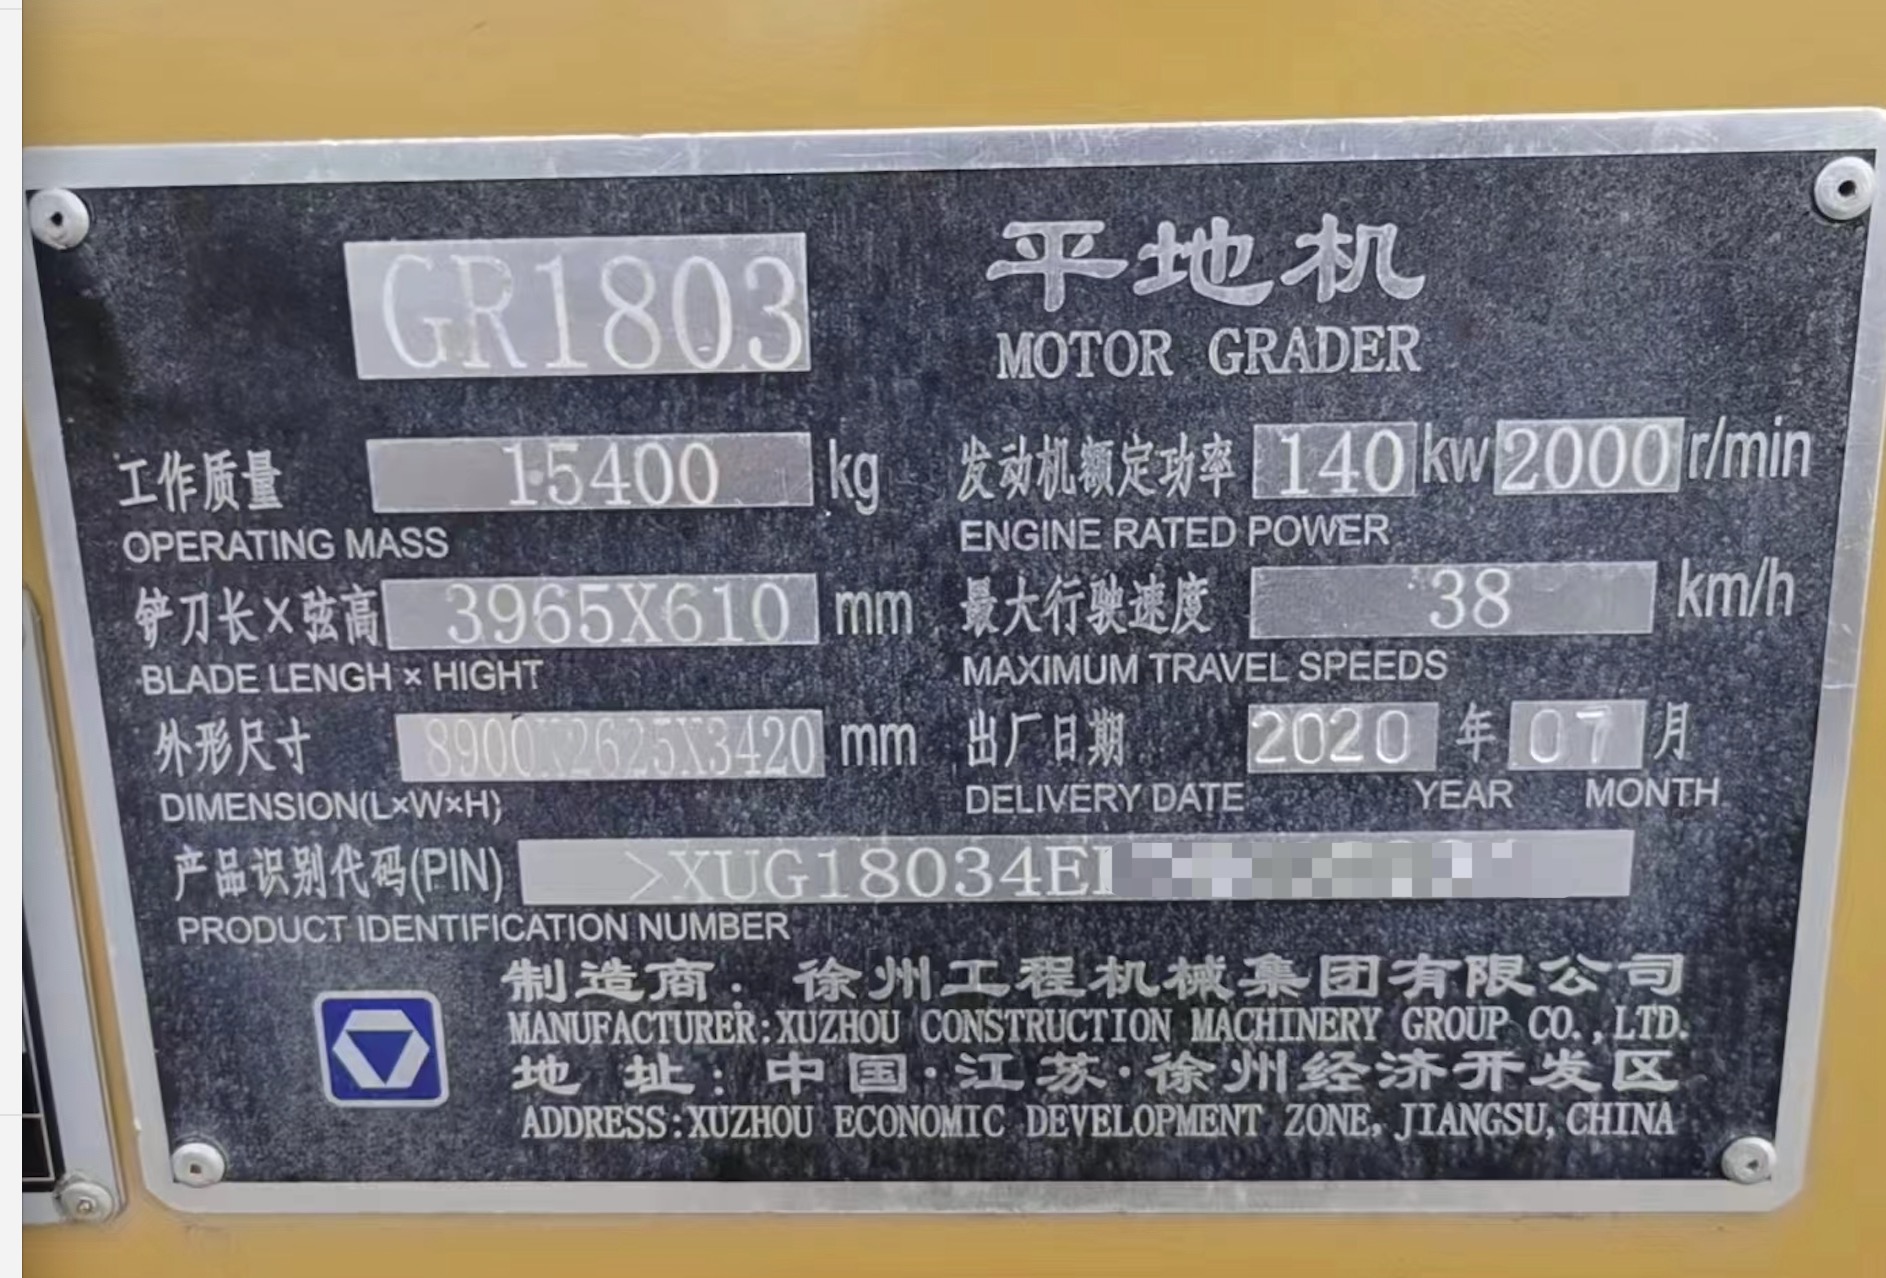 GR1803 平地机
MOTOR GRADER
工作质量 15400 kg 发动机额定功率 140 kw 2000 r/min
OPERATING MASS ENGINE RATED POWER
铲刀长×弦高 3965X610 mm 最大行驶速度 38 km/h
BLADE LENGH × HIGHT MAXIMUM TRAVEL SPEEDS
外形尺寸 8900X2625X3420 mm 出厂日期 2020 年 07 月
DIMENSION(L×W×H) DELIVERY DATE YEAR MONTH
产品识别代码(PIN) >XUG18034E
PRODUCT IDENTIFICATION NUMBER
制造商：徐州工程机械集团有限公司
MANUFACTURER:XUZHOU CONSTRUCTION MACHINERY GROUP CO.,LTD.
地 址：中国·江苏·徐州经济开发区
ADDRESS:XUZHOU ECONOMIC DEVELOPMENT ZONE,JIANGSU,CHINA